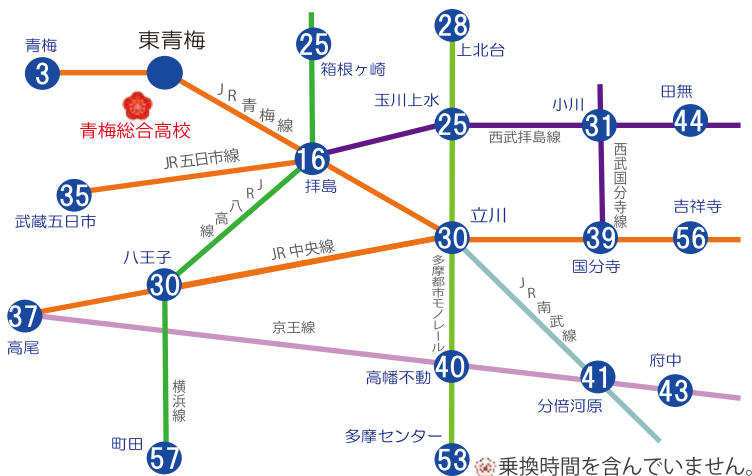 28
青梅
東青梅
25
上北台
3
箱根ヶ崎
JR青梅線
玉川上水
小川
田無
青梅総合高校
25
西武拝島線
31
44
JR五日市線
16
西武国分寺線
35
拝島
武蔵五日市
JR八高線
立川
吉祥寺
八王子
JR中央線
30
39
56
30
多摩都市モノレール
国分寺
37
JR南武線
高尾
京王線
40
府中
高幡不動
41
43
横浜線
分倍河原
町田
多摩センター
57
53
乗換時間を含んでいません。